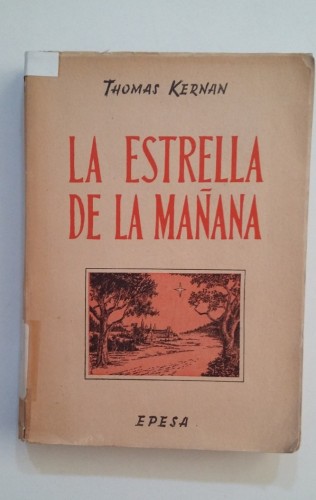 THOMAS KERNAN
LA ESTRELLA
DE LA MAÑANA
EPESA